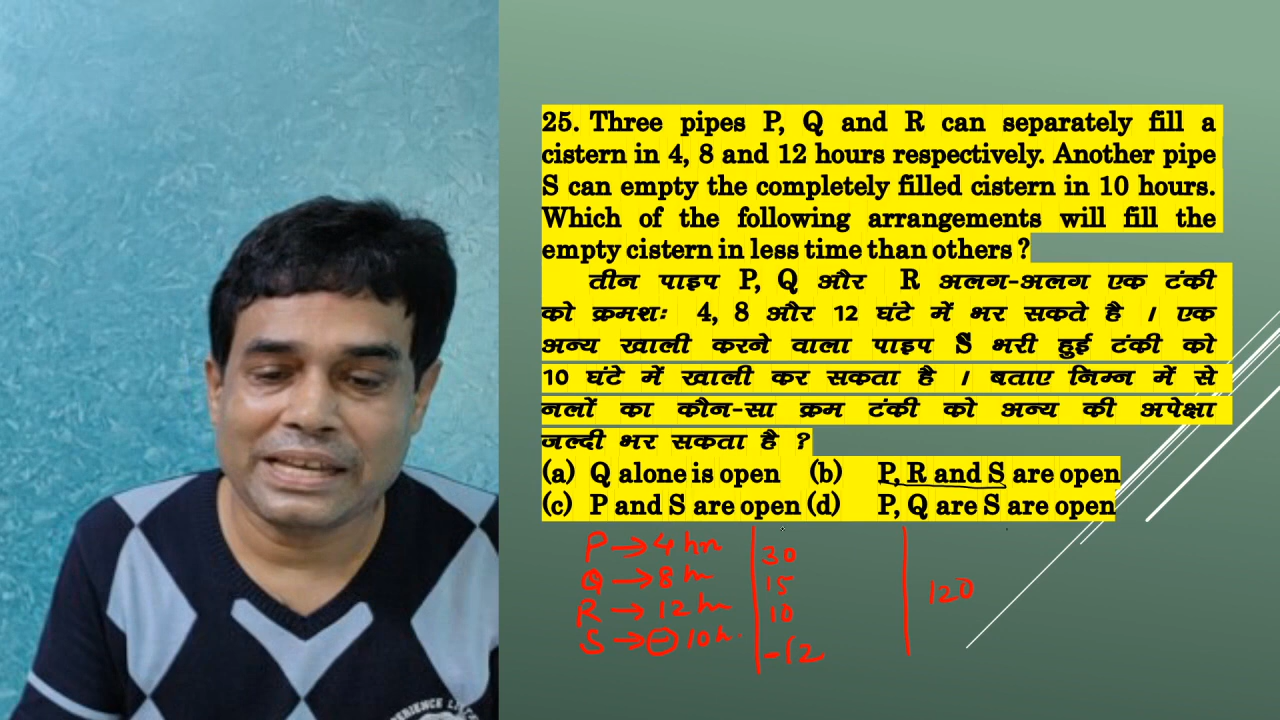 25. Three pipes P, Q and R can separately fill a
cistern in 4, 8 and 12 hours respectively. Another pipe
S can empty the completely filled cistern in 10 hours.
Which of the following arrangements will fill the
empty cistern in less time than others ?
तीन पाइप P, Q और R अलग-अलग एक टंकी
को क्रमशः 4, 8 और 12 घंटे में भर सकते है । एक
अन्य खाली करने वाला पाइप S भरी हुई टंकी को
10 घंटे में खाली कर सकता है । बताए निम्न में से
नलों का कौन-सा क्रम टंकी को अन्य की अपेक्षा
जल्दी भर सकता है ?
(a) Q alone is open (b) P, R and S are open
(c) P and S are open (d) P, Q are S are open
P → 4 hr 30
Q → 8 hr 15
R → 12 hr 10 120
S → - 10 h. -12